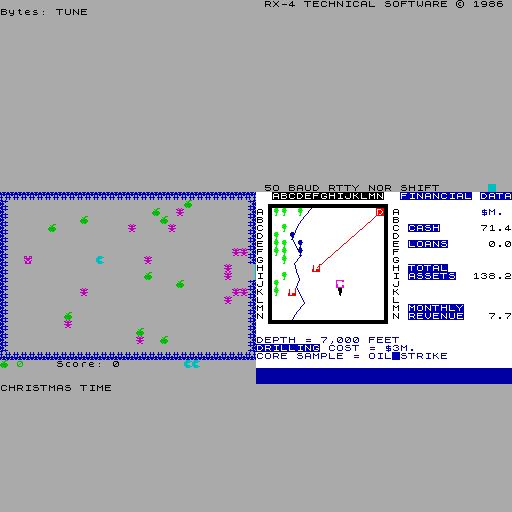 Bytes: TUNE
RX-4 TECHNICAL SOFTWARE © 1986
50 BAUD RTTY NOR SHIFT
ABCDEFGHIJKLMN
FINANCIAL DATA
A
B
C
D
E
F
G
H
I
J
K
L
M
N
D
A
B
C
D
E
F
G
H
I
J
K
L
M
N
$M.
CASH 71.4
LOANS 0.0
TOTAL
ASSETS 138.2
MONTHLY
REVENUE 7.7
DEPTH = 7,000 FEET
DRILLING COST = $3M.
CORE SAMPLE = OIL STRIKE
0 Score: 0
CHRISTMAS TIME